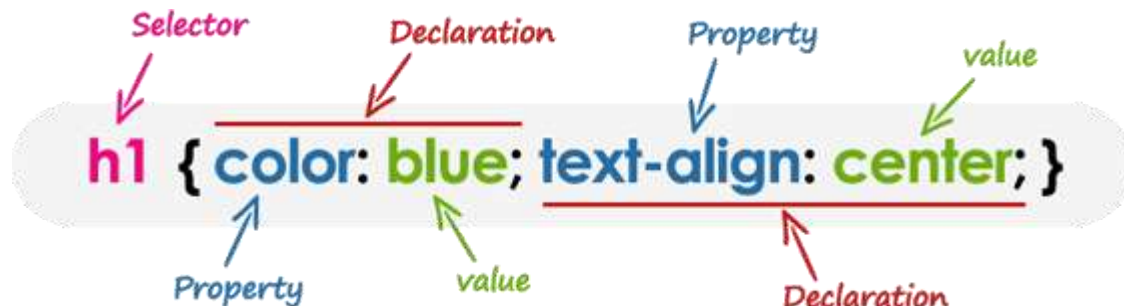 Selector Declaration Property value
h1 { color: blue; text-align: center; }
Property value Declaration